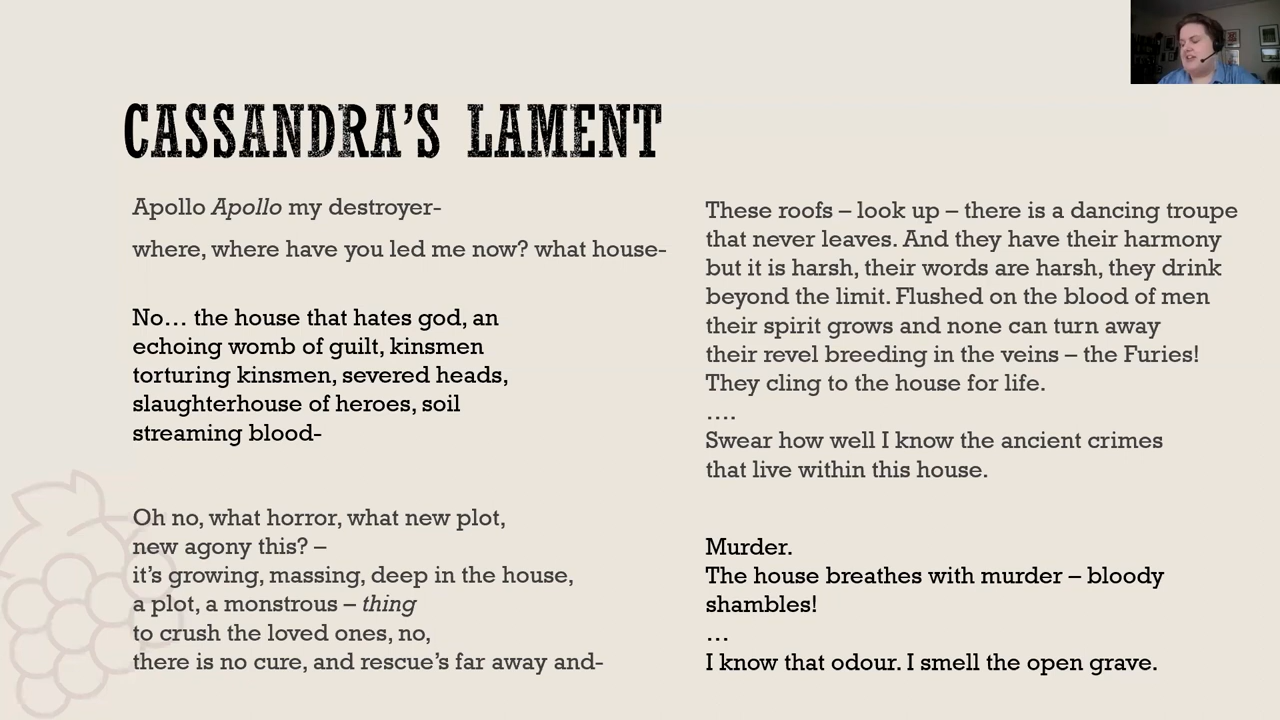 CASSANDRA'S LAMENT
Apollo Apollo my destroyer-
where, where have you led me now? what house-
No… the house that hates god, an
echoing womb of guilt, kinsmen
torturing kinsmen, severed heads,
slaughterhouse of heroes, soil
streaming blood-
Oh no, what horror, what new plot,
new agony this? –
it's growing, massing, deep in the house,
a plot, a monstrous – thing
to crush the loved ones, no,
there is no cure, and rescue's far away and-
These roofs – look up – there is a dancing troupe
that never leaves. And they have their harmony
but it is harsh, their words are harsh, they drink
beyond the limit. Flushed on the blood of men
their spirit grows and none can turn away
their revel breeding in the veins – the Furies!
They cling to the house for life.
….
Swear how well I know the ancient crimes
that live within this house.
Murder.
The house breathes with murder – bloody
shambles!
…
I know that odour. I smell the open grave.